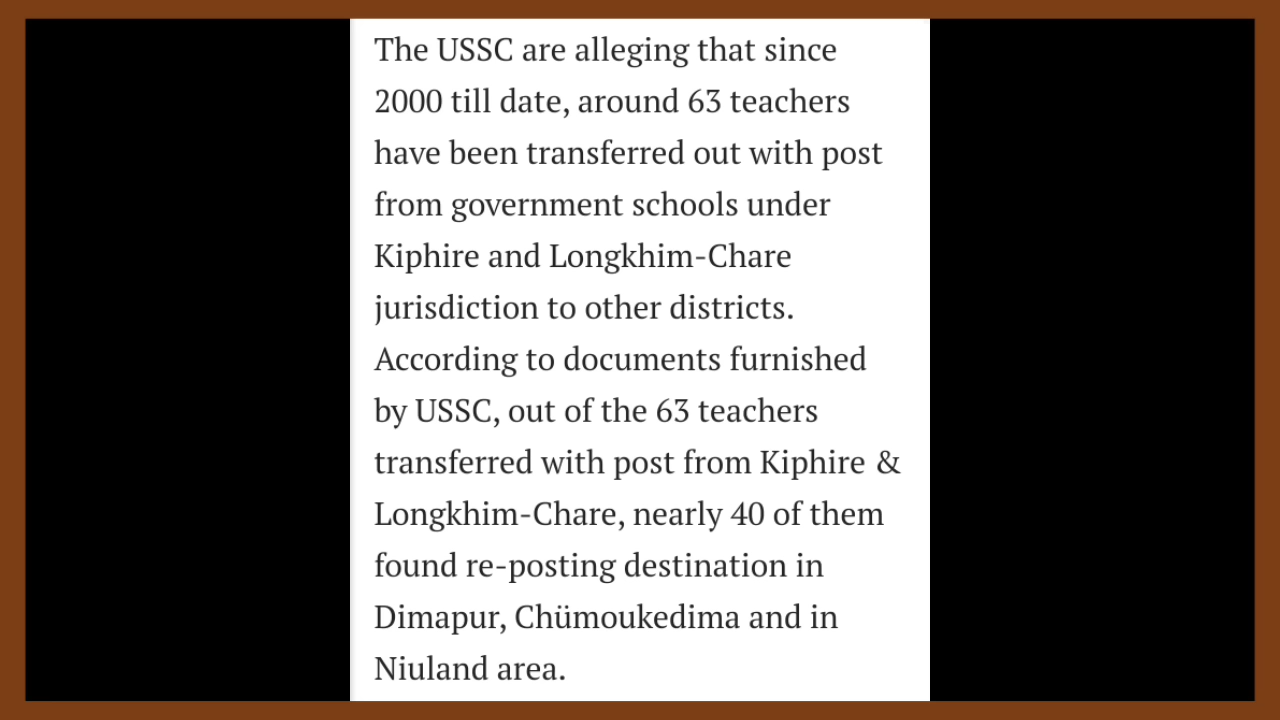 The USSC are alleging that since
2000 till date, around 63 teachers
have been transferred out with post
from government schools under
Kiphire and Longkhim-Chare
jurisdiction to other districts.
According to documents furnished
by USSC, out of the 63 teachers
transferred with post from Kiphire &
Longkhim-Chare, nearly 40 of them
found re-posting destination in
Dimapur, Chümoukedima and in
Niuland area.